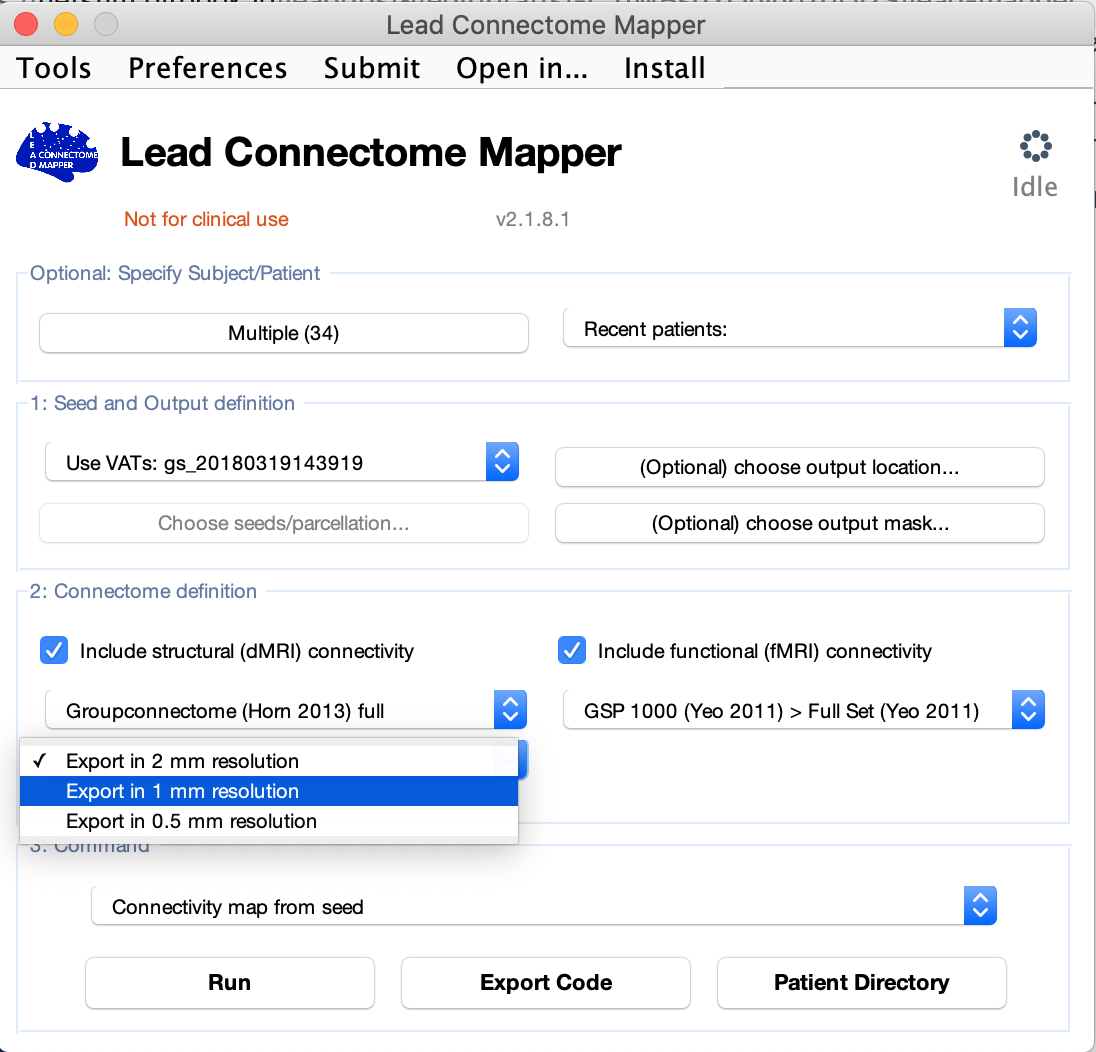 Lead Connectome Mapper
Tools Preferences Submit Open in... Install
L
E
A CONNECTOME
D MAPPER
Lead Connectome Mapper
Idle
Not for clinical use v2.1.8.1
Optional: Specify Subject/Patient
Multiple (34) Recent patients:
1: Seed and Output definition
Use VATs: gs_20180319143919 (Optional) choose output location...
Choose seeds/parcellation... (Optional) choose output mask...
2: Connectome definition
Include structural (dMRI) connectivity Include functional (fMRI) connectivity
Groupconnectome (Horn 2013) full GSP 1000 (Yeo 2011) > Full Set (Yeo 2011)
✓ Export in 2 mm resolution
Export in 1 mm resolution
Export in 0.5 mm resolution
3: Command
Connectivity map from seed
Run Export Code Patient Directory